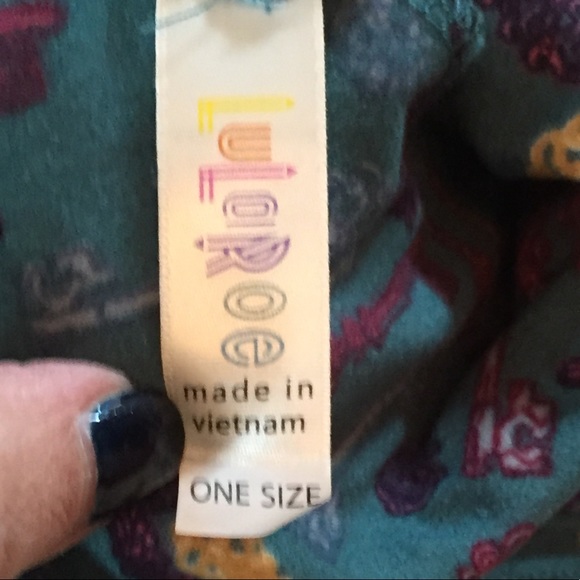 LuLaRoe
made in
vietnam
ONE SIZE